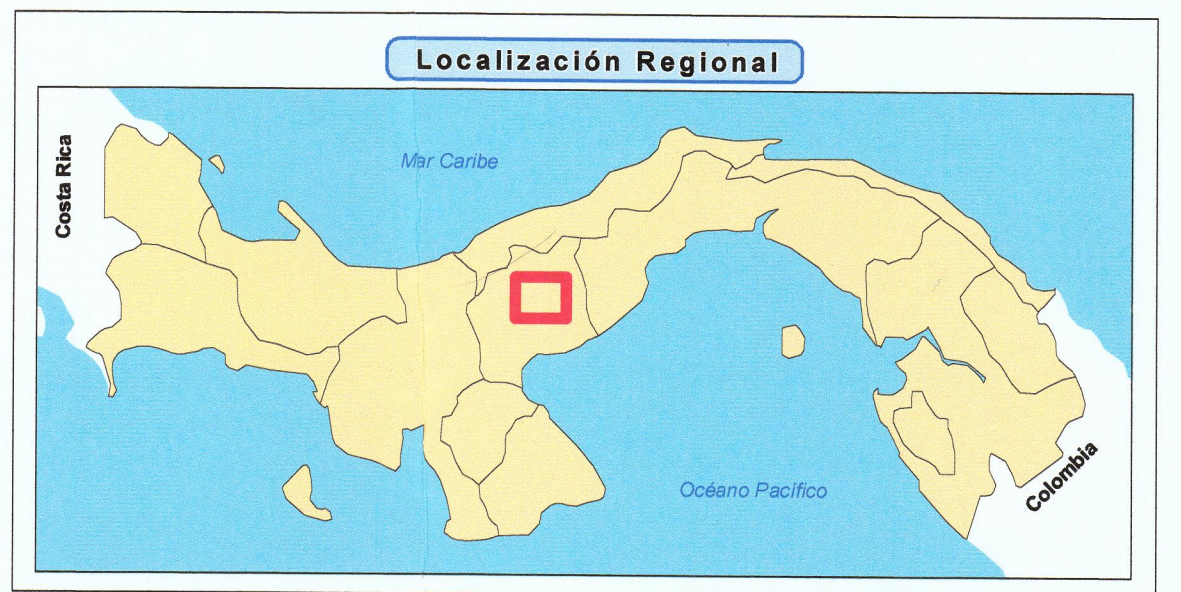 Localización Regional
Costa Rica
Mar Caribe
Océano Pacífico
Colombia